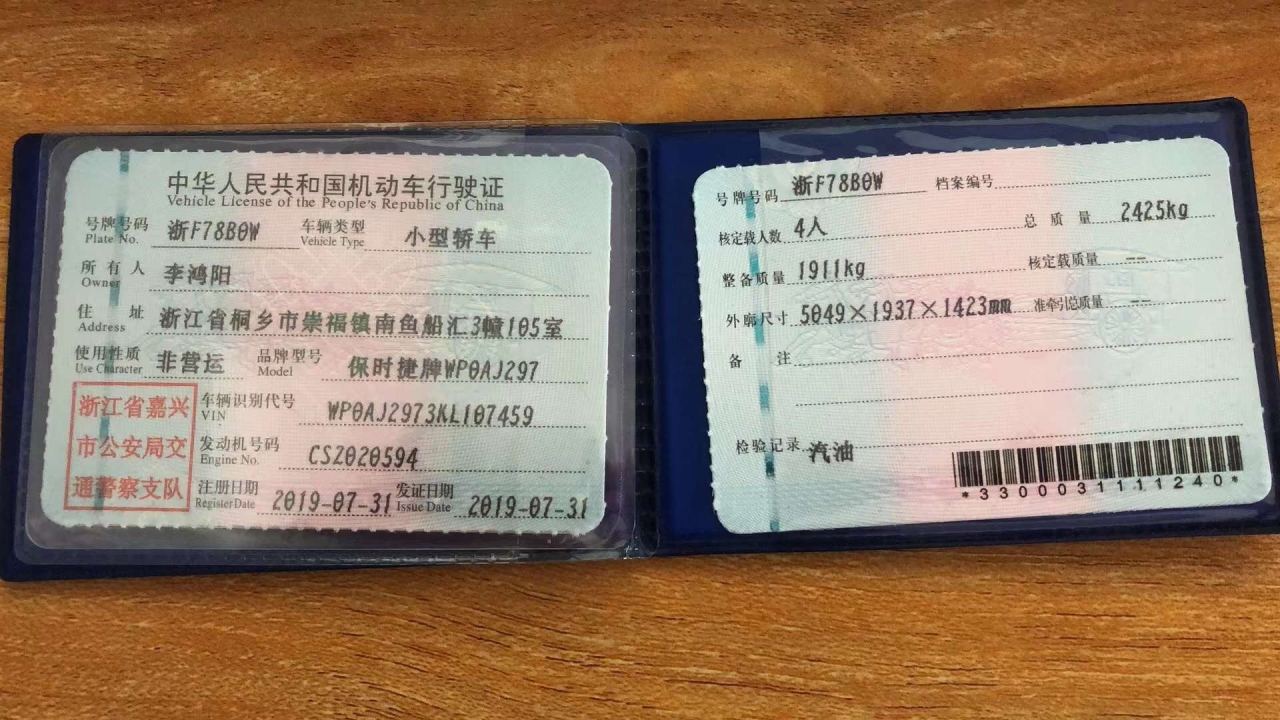 中华人民共和国机动车行驶证
Vehicle License of the People's Republic of China
号牌号码 浙F78B0W 车辆类型 小型轿车
Plate No. Vehicle Type
所有人 李鸿阳
Owner
住址 浙江省桐乡市崇福镇南鱼船汇3幢105室
Address
使用性质 非营运 品牌型号 保时捷牌WP0AJ297
Use Character Model
浙江省嘉兴
市公安局交
通警察支队
车辆识别代号 WP0AJ2973KL107459
VIN
发动机号码 CSZ020594
Engine No.
注册日期 2019-07-31 发证日期 2019-07-31
Register Date Issue Date
号牌号码 浙F78B0W 档案编号
核定载人数 4人 总质量 2425kg
整备质量 1911kg 核定载质量 --
外廓尺寸 5049×1937×1423mm 准牵引总质量 --
备注
检验记录 汽油
*3300031111240*